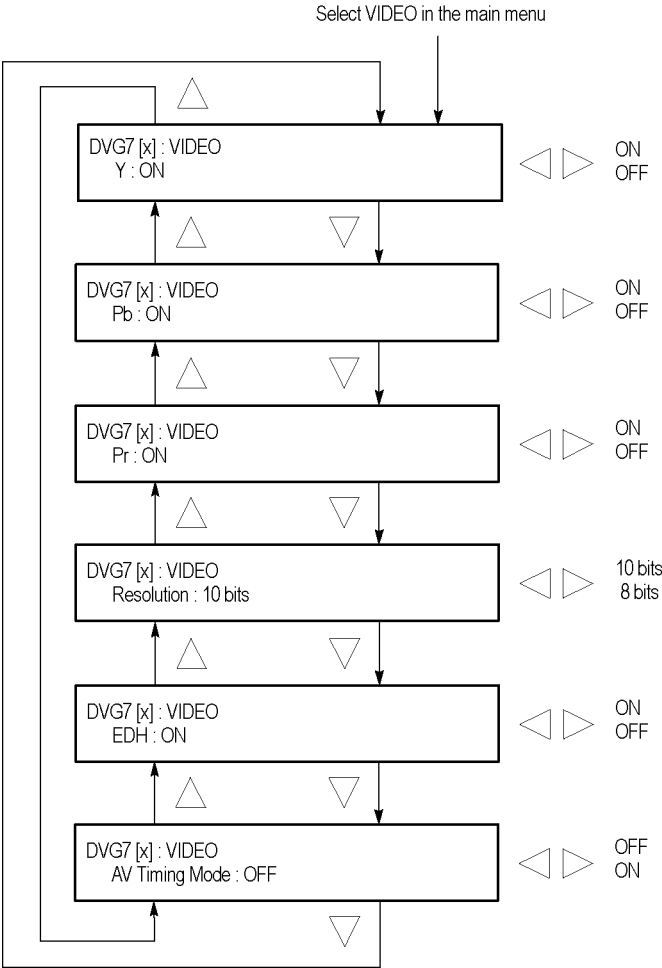 Select VIDEO in the main menu
DVG7 [x] : VIDEO
Y : ON
ON
OFF
DVG7 [x] : VIDEO
Pb : ON
ON
OFF
DVG7 [x] : VIDEO
Pr : ON
ON
OFF
DVG7 [x] : VIDEO
Resolution : 10 bits
10 bits
8 bits
DVG7 [x] : VIDEO
EDH : ON
ON
OFF
DVG7 [x] : VIDEO
AV Timing Mode : OFF
OFF
ON